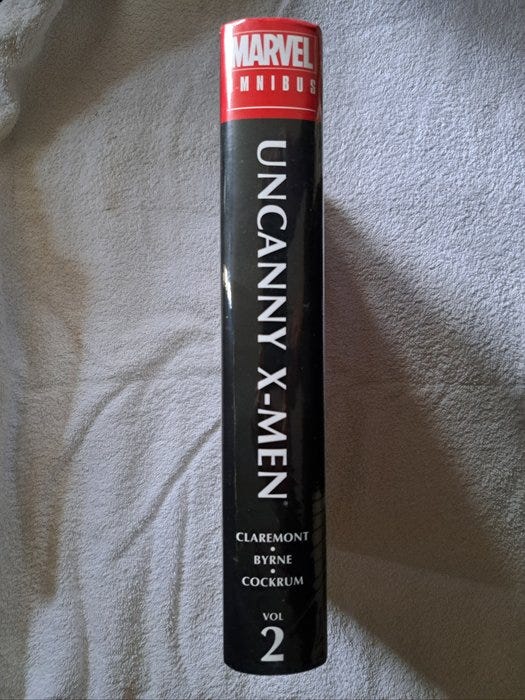 MARVEL
MNIBUS
UNCANNY X-MEN
CLAREMONT
•
BYRNE
•
COCKRUM
VOL
2